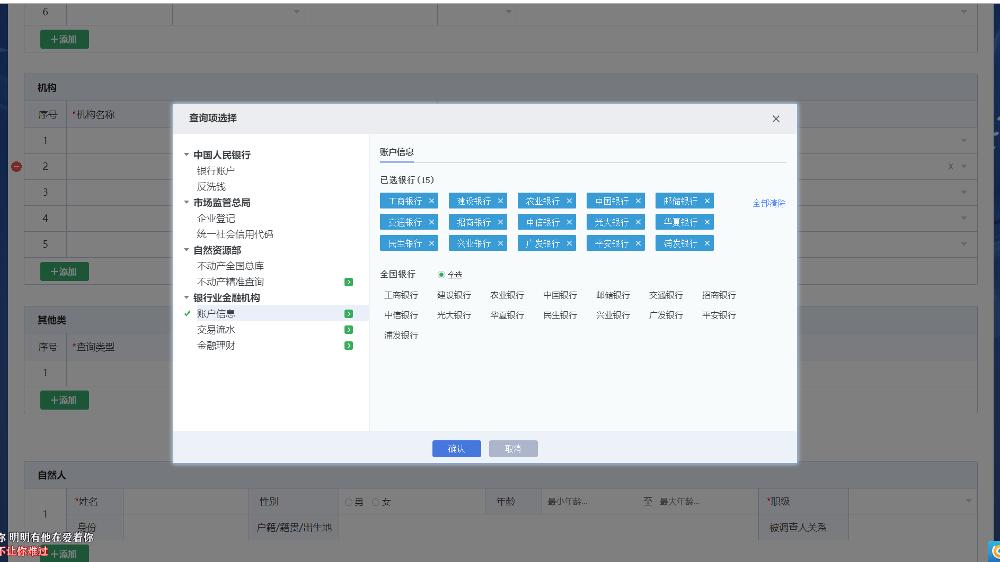 6
添加
机构
序号 *机构名称
1
2 X
3
4
5
添加
其他类
序号 *查询类型
1
添加
查询项选择
中国人民银行
银行账户
反洗钱
市场监管总局
企业登记
统一社会信用代码
自然资源部
不动产全国总库
不动产精准查询
银行业金融机构
账户信息
交易流水
金融理财
账户信息
已选银行(15)
工商银行 建设银行 农业银行 中国银行 邮储银行
全部清除
交通银行 招商银行 中信银行 光大银行 华夏银行
民生银行 兴业银行 广发银行 平安银行 浦发银行
全国银行 全选
工商银行 建设银行 农业银行 中国银行 邮储银行 交通银行 招商银行
中信银行 光大银行 华夏银行 民生银行 兴业银行 广发银行 平安银行
浦发银行
确认 取消
自然人
1 *姓名 性别 男 女 年龄 最小年龄... 至 最大年龄... *职级
身份 户籍/籍贯/出生地 被调查人关系
你 明明有他在爱着你
不让你难过
添加